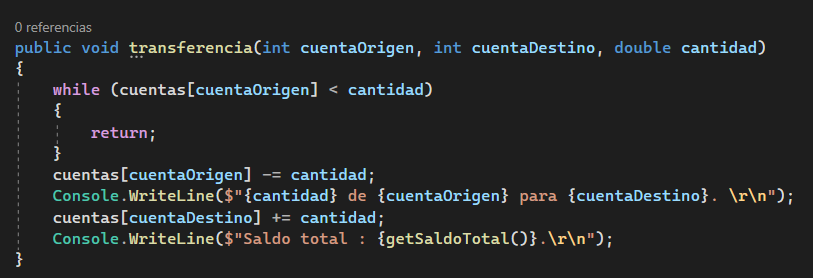 0 referencias
public void transferencia(int cuentaOrigen, int cuentaDestino, double cantidad)
{
while (cuentas[cuentaOrigen] < cantidad)
{
return;
}
cuentas[cuentaOrigen] -= cantidad;
Console.WriteLine($"{cantidad} de {cuentaOrigen} para {cuentaDestino}. \r\n");
cuentas[cuentaDestino] += cantidad;
Console.WriteLine($"Saldo total : {getSaldoTotal()}.\r\n");
}